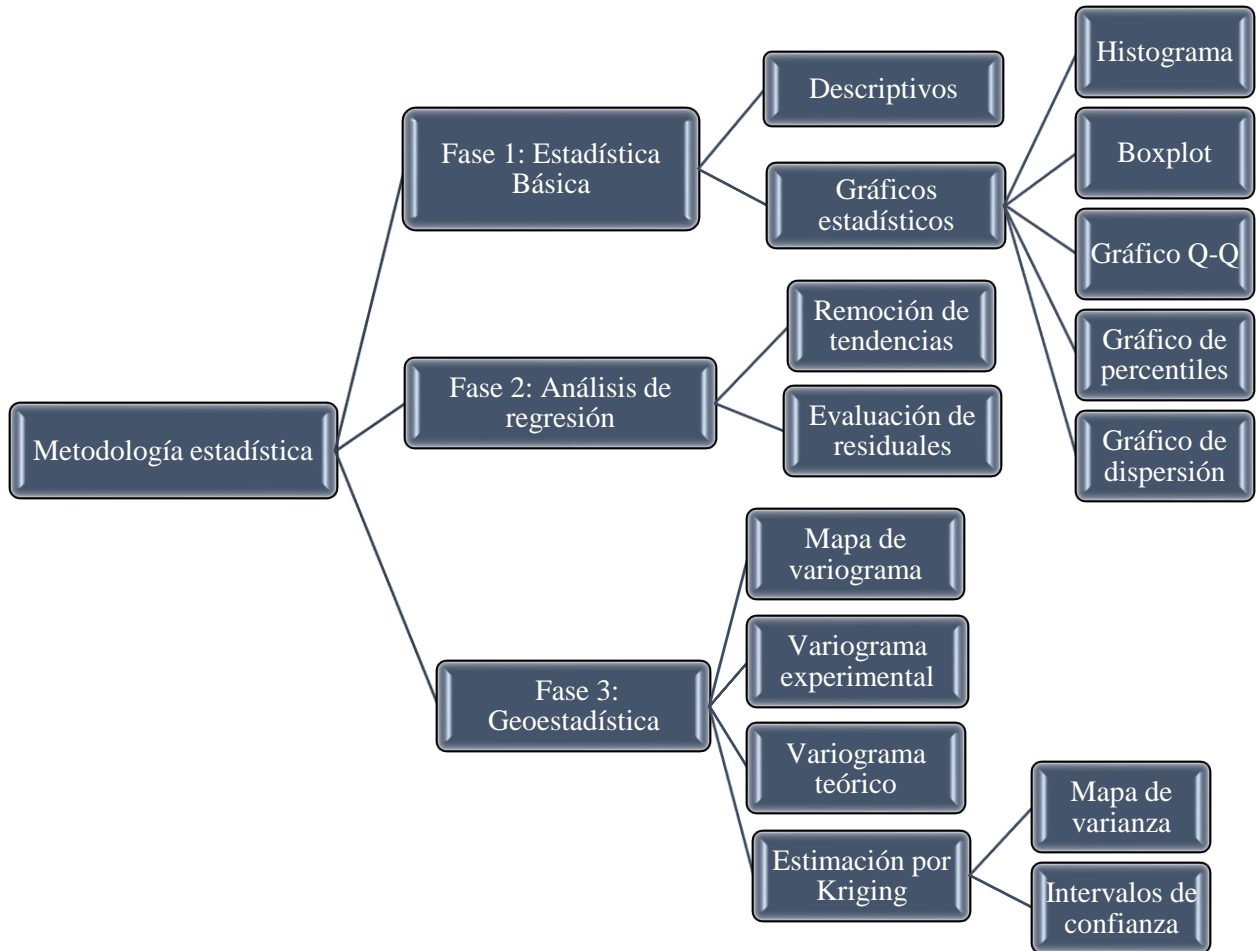 Metodología estadística
Fase 1: Estadística
Básica
Descriptivos
Gráficos
estadísticos
Histograma
Boxplot
Gráfico Q-Q
Gráfico de
percentiles
Gráfico de
dispersión
Fase 2: Análisis de
regresión
Remoción de
tendencias
Evaluación de
residuales
Fase 3:
Geoestadística
Mapa de
variograma
Variograma
experimental
Variograma
teórico
Estimación por
Kriging
Mapa de
varianza
Intervalos de
confianza